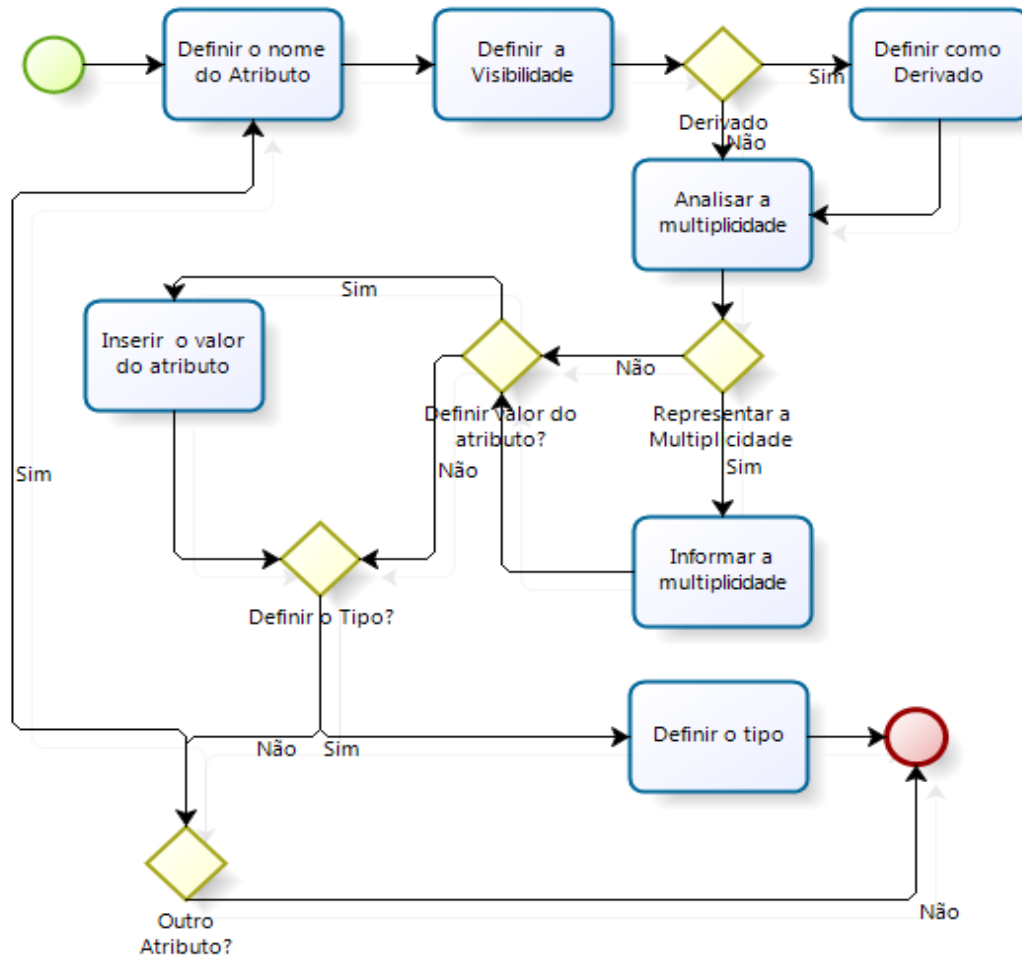 Definir o nome
do Atributo
Definir a
Visibilidade
Sim
Definir como
Derivado
Derivado
Não
Analisar a
multiplicidade
Sim
Inserir o valor
do atributo
Não
Definir valor do
atributo?
Representar a
Multiplicidade
Não
Sim
Sim
Informar a
multiplicidade
Definir o Tipo?
Não
Sim
Definir o tipo
Outro
Atributo?
Não